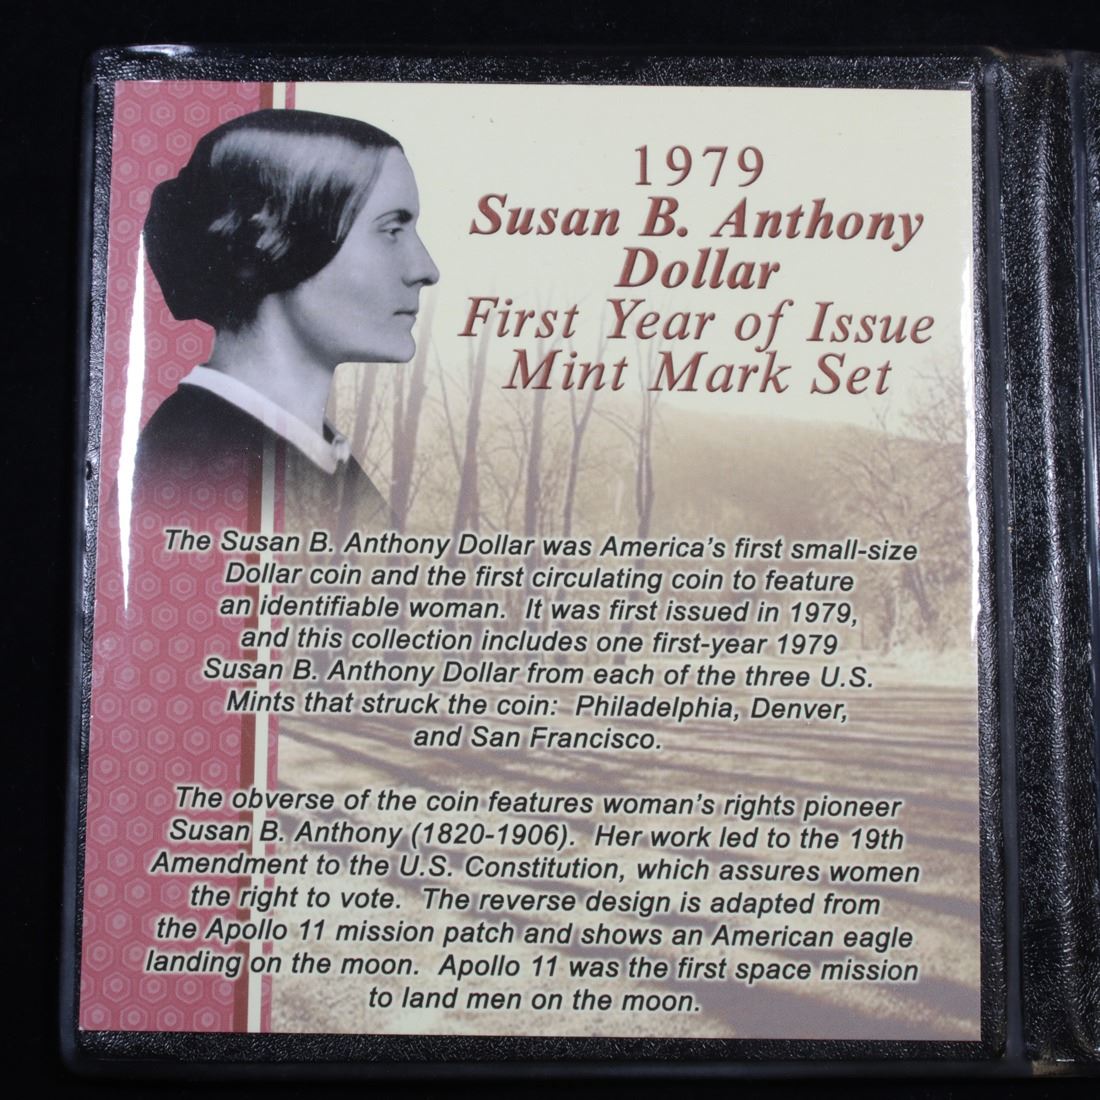 1979
Susan B. Anthony
Dollar
First Year of Issue
Mint Mark Set
The Susan B. Anthony Dollar was America's first small-size
Dollar coin and the first circulating coin to feature
an identifiable woman. It was first issued in 1979,
and this collection includes one first-year 1979
Susan B. Anthony Dollar from each of the three U.S.
Mints that struck the coin: Philadelphia, Denver,
and San Francisco.
The obverse of the coin features woman's rights pioneer
Susan B. Anthony (1820-1906). Her work led to the 19th
Amendment to the U.S. Constitution, which assures women
the right to vote. The reverse design is adapted from
the Apollo 11 mission patch and shows an American eagle
landing on the moon. Apollo 11 was the first space mission
to land men on the moon.